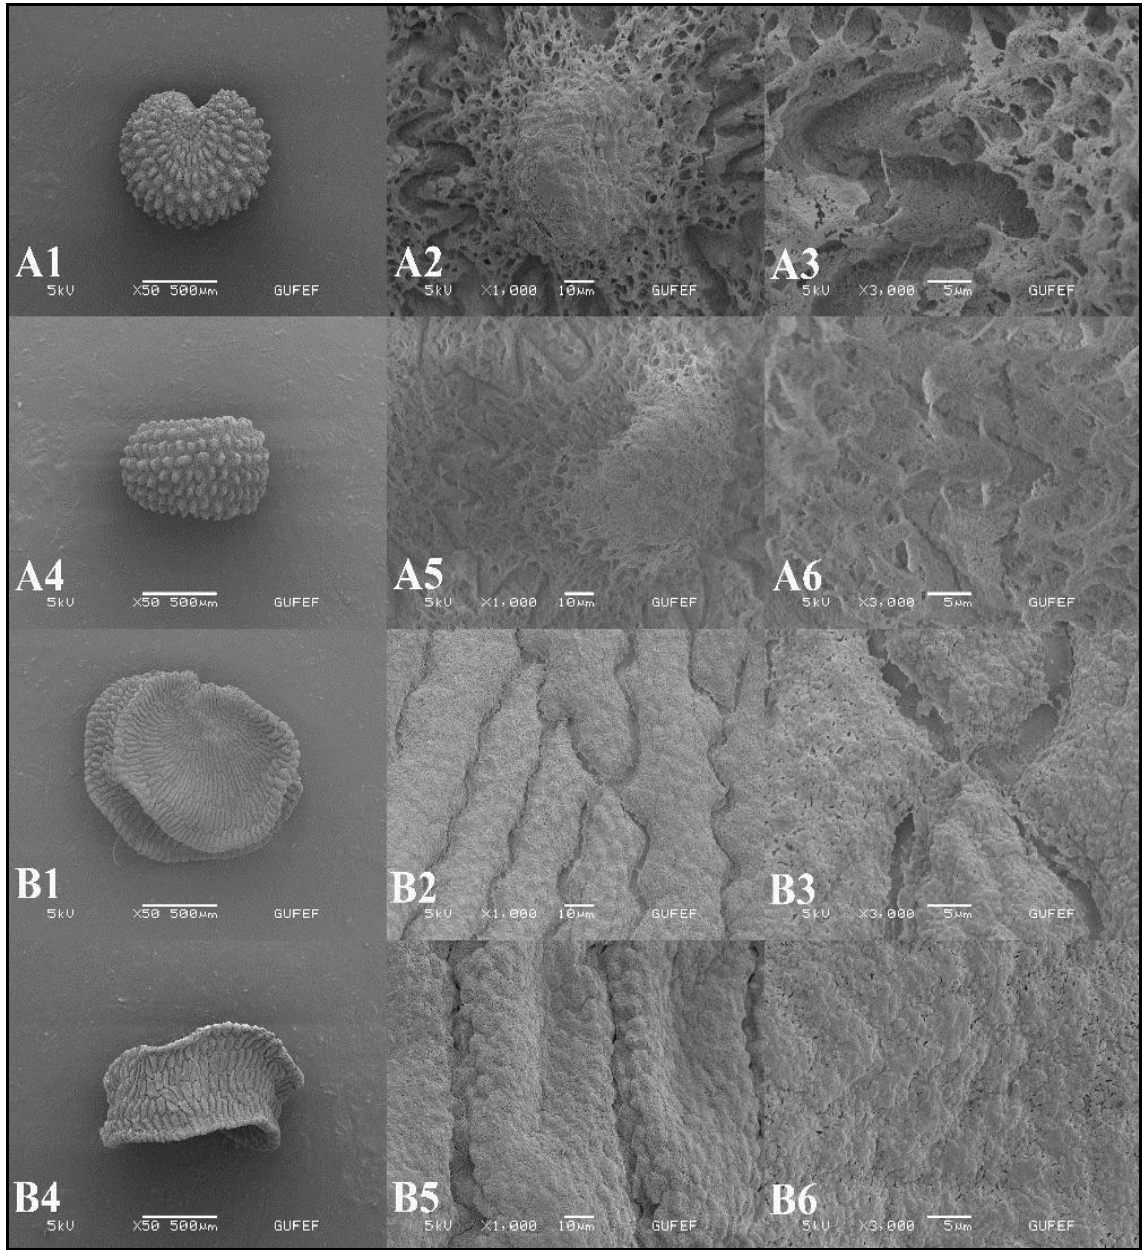 A1
5kV X50 500µm GUFEF
A2
5kV X1,000 10µm GUFEF
A3
5kV X3,000 5µm GUFEF
A4
5kV X50 500µm GUFEF
A5
5kV X1,000 10µm GUFEF
A6
5kV X3,000 5µm GUFEF
B1
5kV X50 500µm GUFEF
B2
5kV X1,000 10µm GUFEF
B3
5kV X3,000 5µm GUFEF
B4
5kV X50 500µm GUFEF
B5
5kV X1,000 10µm GUFEF
B6
5kV X3,000 5µm GUFEF